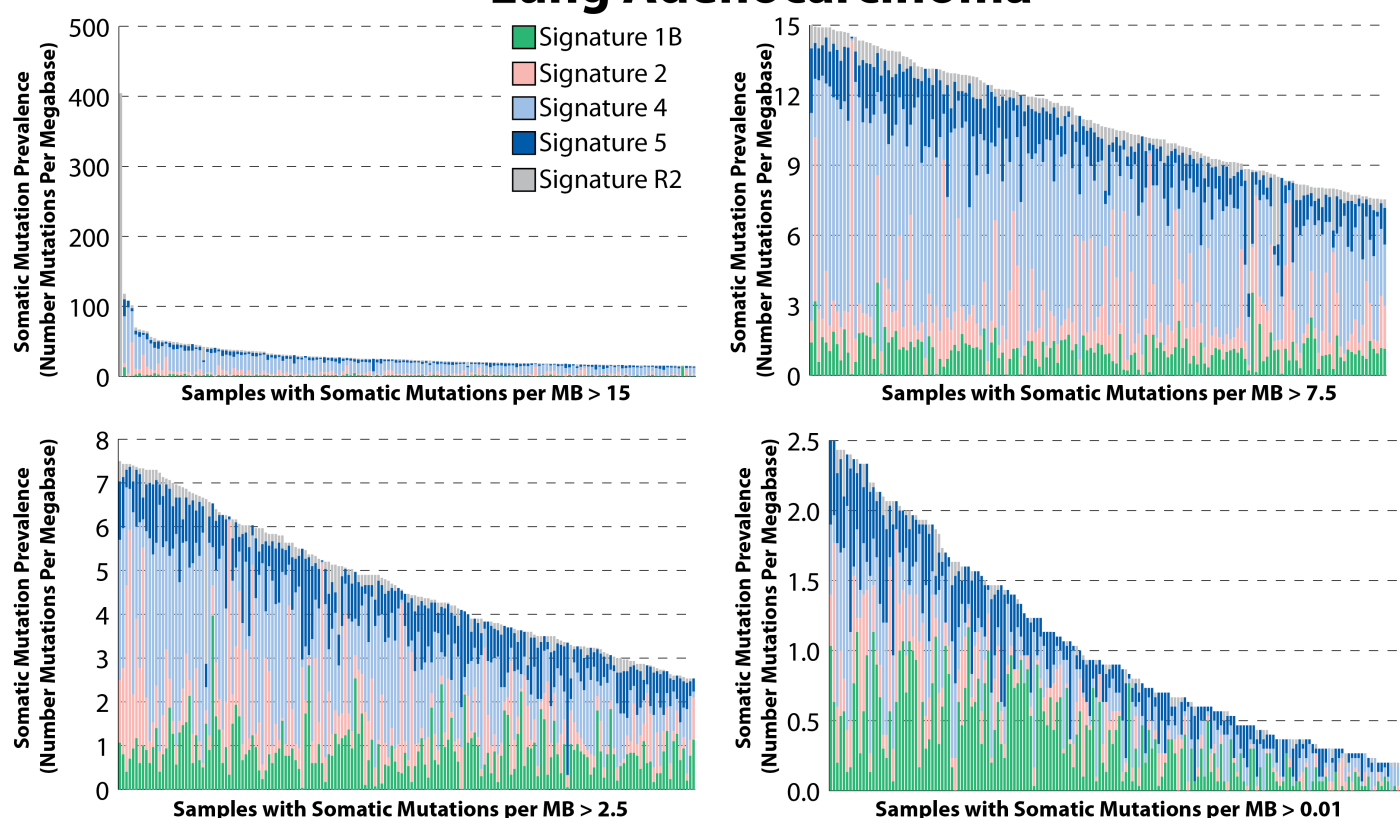 Lung Adenocarcinoma
500
400
300
200
100
0
Somatic Mutation Prevalence
(Number Mutations Per Megabase)
Signature 1B
Signature 2
Signature 4
Signature 5
Signature R2
Samples with Somatic Mutations per MB > 15
15
12
9
6
3
0
Somatic Mutation Prevalence
(Number Mutations Per Megabase)
Samples with Somatic Mutations per MB > 7.5
8
7
6
5
4
3
2
1
0
Somatic Mutation Prevalence
(Number Mutations Per Megabase)
Samples with Somatic Mutations per MB > 2.5
2.5
2.0
1.5
1.0
0.5
0.0
Somatic Mutation Prevalence
(Number Mutations Per Megabase)
Samples with Somatic Mutations per MB > 0.01